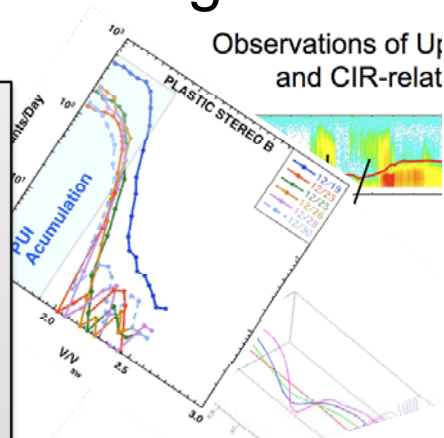 Observations of Up
and CIR-relat
PLASTIC STEREO B
10³
10²
10¹
nts/Day
12/19
12/23
12/25
12/26
12/28
12/30
PUI
Acumulation
2.0
2.5
3.0
V/V
sw